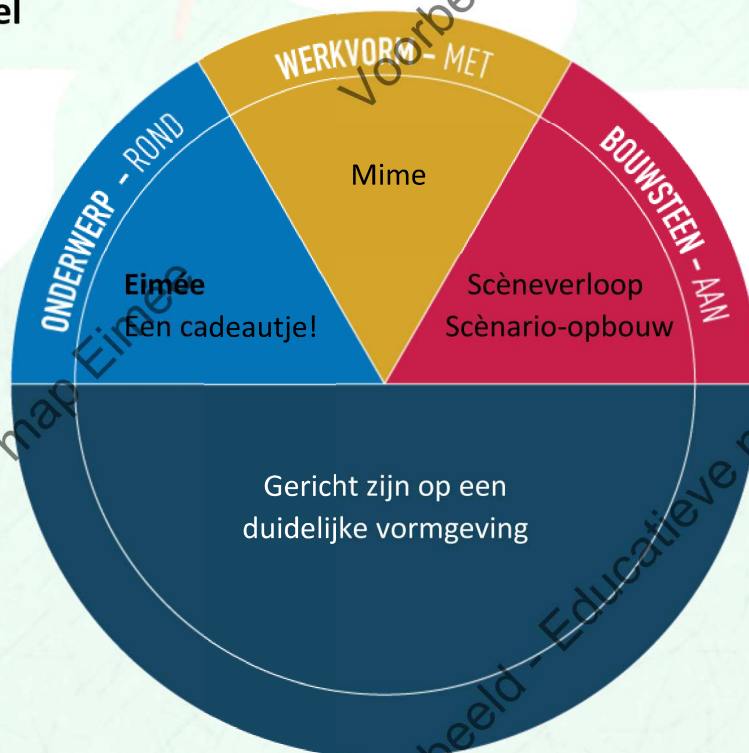 el
WERKVORM – MET
Mime
ONDERWERP - ROND
Eimée
Een cadeautje!
BOUWSTEEN – AAN
Scèneverloop
Scènario-opbouw
Gericht zijn op een
duidelijke vormgeving
Voorbe
map Eimée
beeld - Educatieve m